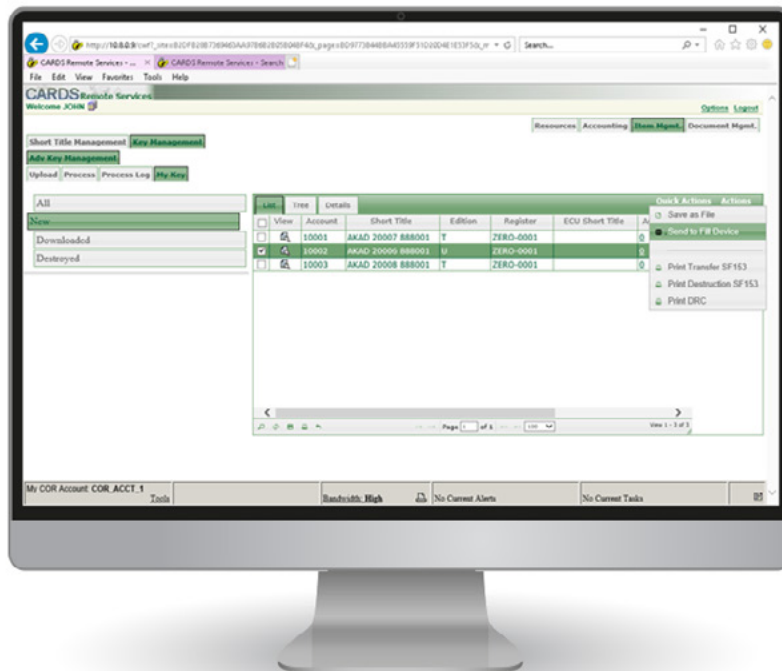 CARDS Remote Services - ...
CARDS Remote Services - Search
Search...
File Edit View Favorites Tools Help
CARDS Remote Services
Welcome JOHN
Options Logout
Resources Accounting Item Mgmt. Document Mgmt.
Short Title Management Key Management
Adv Key Management
Upload Process Process Log My Key
All
New
Downloaded
Destroyed
List Tree Details
Quick Actions Actions
View Account Short Title Edition Register ECU Short Title
10001 AKAD 20007 888001 T ZERO-0001 0
10002 AKAD 20006 888001 U ZERO-0001 0
10003 AKAD 20008 888001 T ZERO-0001 0
Save as File
Send to Fill Device
Print Transfer SF153
Print Destruction SF153
Print DRC
Page 1 of 1 100
View 1 - 3 of 3
My COR Account: COR_ACCT_1
Tools
Bandwidth: High
No Current Alerts
No Current Tasks